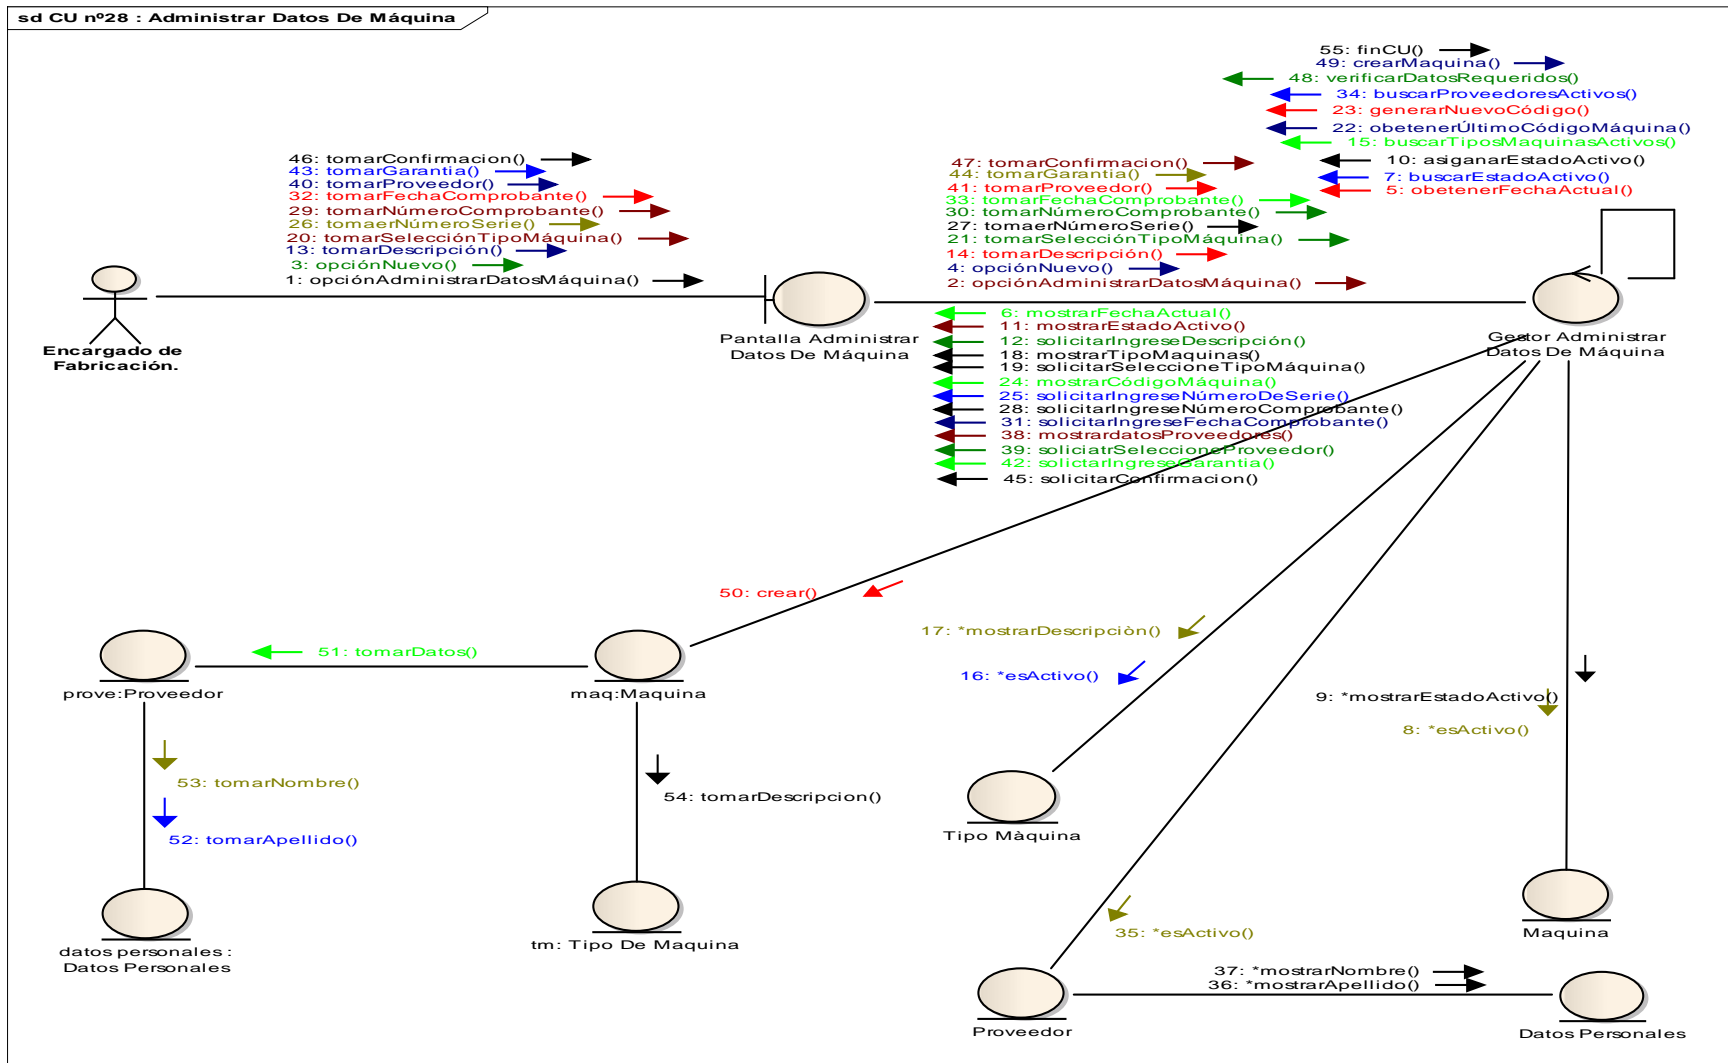 sd CU nº28 : Administrar Datos De Máquina
55: finCU()
49: crearMaquina()
48: verificarDatosRequeridos()
34: buscarProveedoresActivos()
23: generarNuevoCódigo()
22: obetenerÚltimoCódigoMáquina()
15: buscarTiposMaquinasActivos()
10: asiganarEstadoActivo()
7: buscarEstadoActivo()
5: obetenerFechaActual()
46: tomarConfirmacion()
43: tomarGarantia()
40: tomarProveedor()
32: tomarFechaComprobante()
29: tomarNúmeroComprobante()
26: tomaerNúmeroSerie()
20: tomarSelecciónTipoMáquina()
13: tomarDescripción()
3: opciónNuevo()
1: opciónAdministrarDatosMáquina()
47: tomarConfirmacion()
44: tomarGarantia()
41: tomarProveedor()
33: tomarFechaComprobante()
30: tomarNúmeroComprobante()
27: tomaerNúmeroSerie()
21: tomarSelecciónTipoMáquina()
14: tomarDescripción()
4: opciónNuevo()
2: opciónAdministrarDatosMáquina()
Encargado de
Fabricación.
Pantalla Administrar
Datos De Máquina
Gestor Administrar
Datos De Máquina
6: mostrarFechaActual()
11: mostrarEstadoActivo()
12: solicitarIngreseDescripción()
18: mostrarTipoMaquinas()
19: solicitarSeleccioneTipoMáquina()
24: mostrarCódigoMáquina()
25: solicitarIngreseNúmeroDeSerie()
28: solicitarIngreseNúmeroComprobante()
31: solicitarIngreseFechaComprobante()
38: mostrardatosProveedores()
39: soliciatrSeleccioneProveedor()
42: solictarIngreseGarantia()
45: solicitarConfirmacion()
50: crear()
17: *mostrarDescripciòn()
16: *esActivo()
51: tomarDatos()
prove:Proveedor
maq:Maquina
9: *mostrarEstadoActivo()
8: *esActivo()
53: tomarNombre()
52: tomarApellido()
54: tomarDescripcion()
Tipo Màquina
35: *esActivo()
Maquina
datos personales :
Datos Personales
tm: Tipo De Maquina
37: *mostrarNombre()
36: *mostrarApellido()
Proveedor
Datos Personales